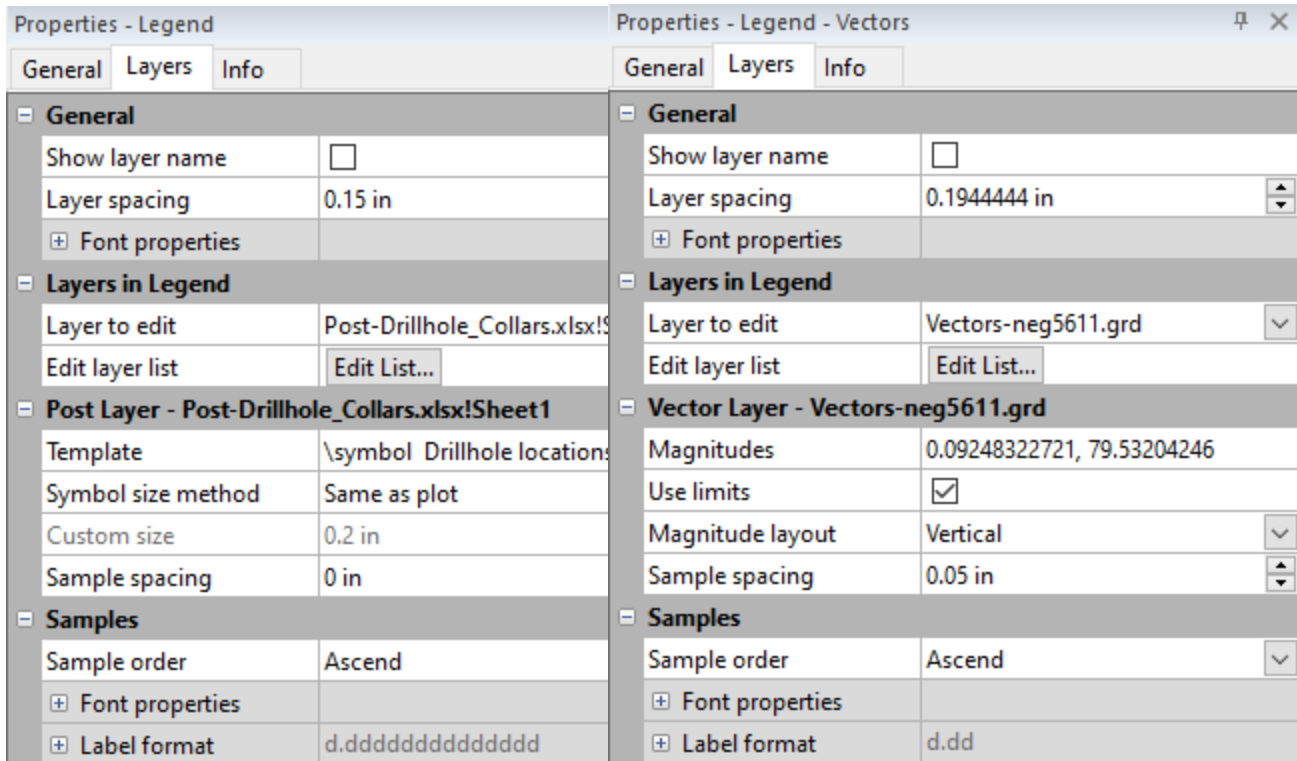 Properties - Legend
General Layers Info
General
Show layer name
Layer spacing 0.15 in
Font properties
Layers in Legend
Layer to edit Post-Drillhole_Collars.xlsx!S
Edit layer list Edit List...
Post Layer - Post-Drillhole_Collars.xlsx!Sheet1
Template \symbol Drillhole locations
Symbol size method Same as plot
Custom size 0.2 in
Sample spacing 0 in
Samples
Sample order Ascend
Font properties
Label format d.dddddddddddddd
Properties - Legend - Vectors
General Layers Info
General
Show layer name
Layer spacing 0.1944444 in
Font properties
Layers in Legend
Layer to edit Vectors-neg5611.grd
Edit layer list Edit List...
Vector Layer - Vectors-neg5611.grd
Magnitudes 0.09248322721, 79.53204246
Use limits
Magnitude layout Vertical
Sample spacing 0.05 in
Samples
Sample order Ascend
Font properties
Label format d.dd